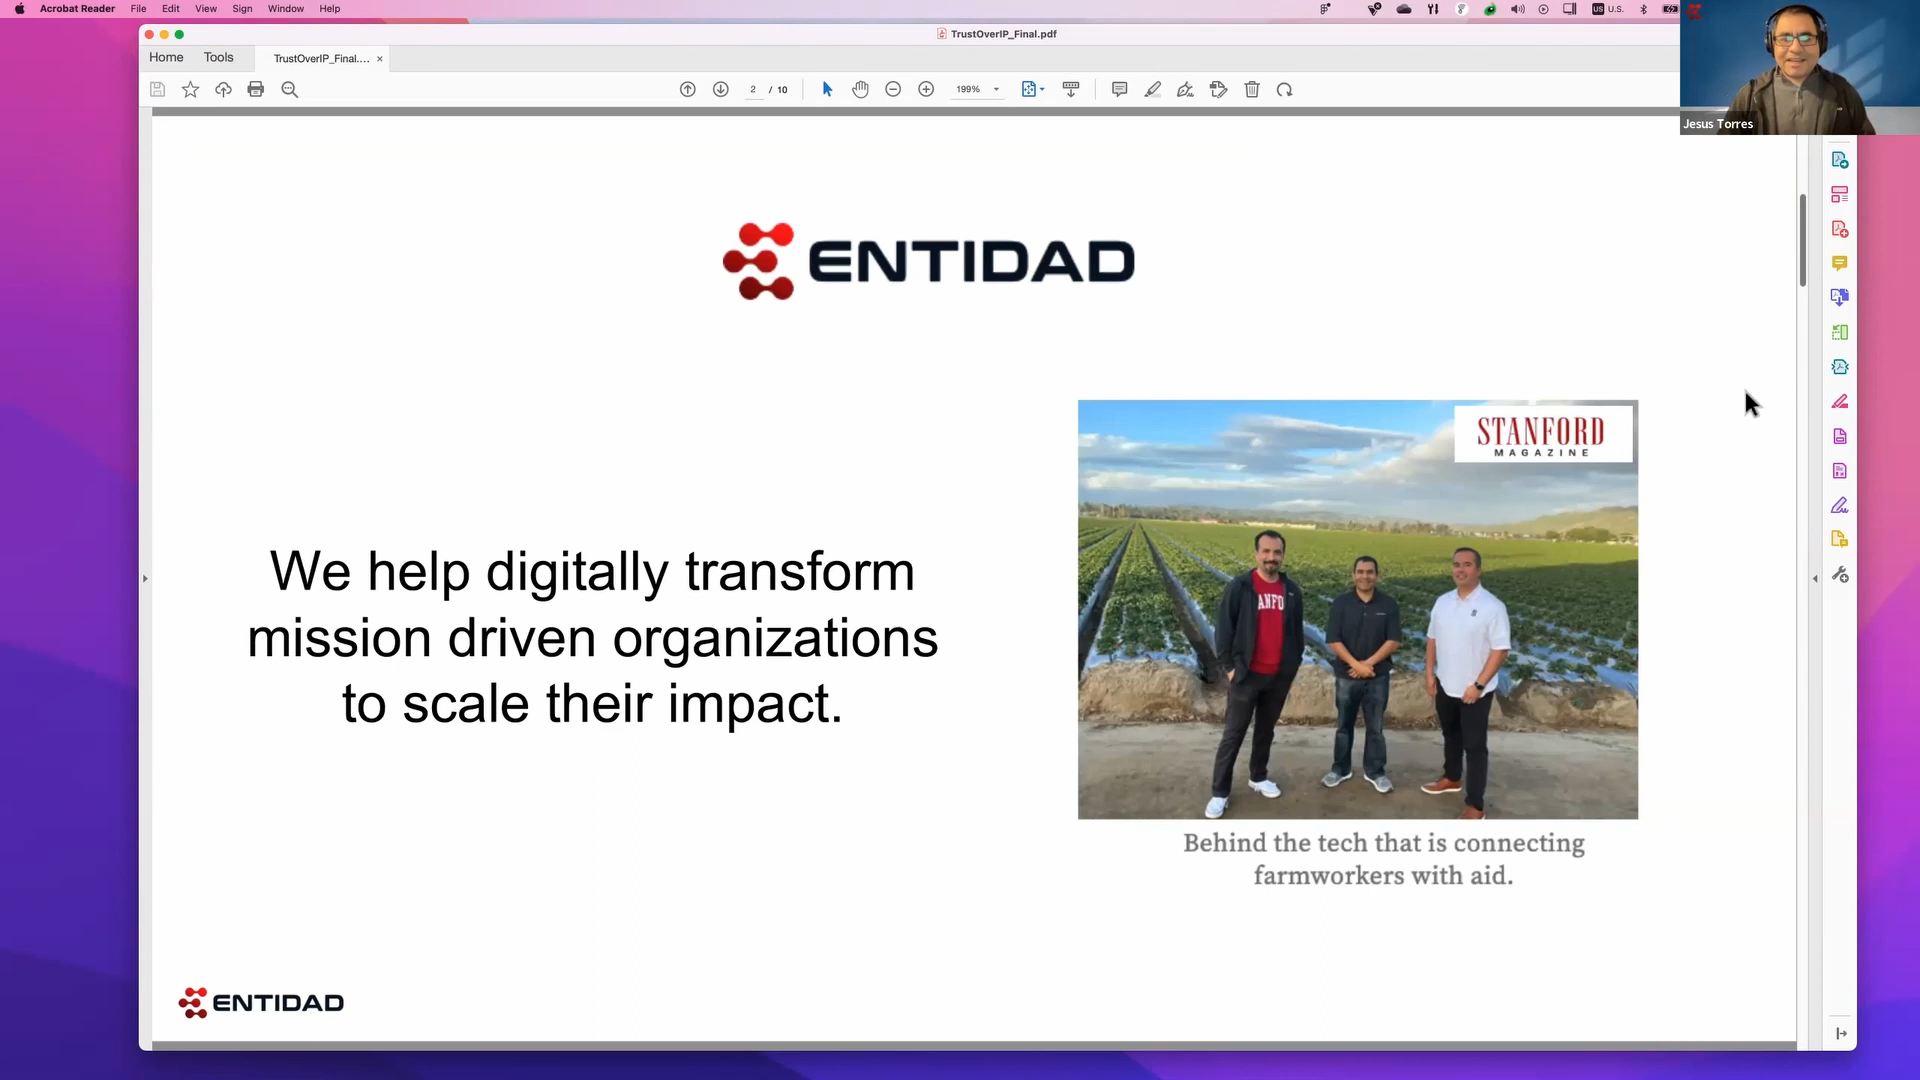 Acrobat Reader File Edit View Sign Window Help
US U.S.
TrustOverIP_Final.pdf
Home Tools TrustOverIP_Final.... ×
2 / 10
199%
Jesus Torres
ENTIDAD
STANFORD
MAGAZINE
ANFO
We help digitally transform
mission driven organizations
to scale their impact.
Behind the tech that is connecting
farmworkers with aid.
ENTIDAD